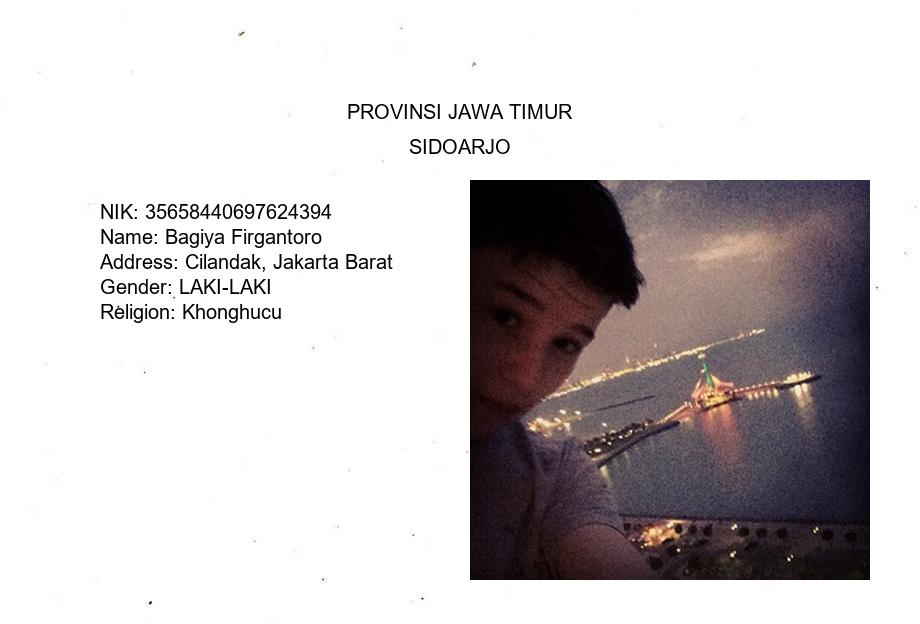 PROVINSI JAWA TIMUR
SIDOARJO
NIK: 35658440697624394
Name: Bagiya Firgantoro
Address: Cilandak, Jakarta Barat
Gender: LAKI-LAKI
Religion: Khonghucu